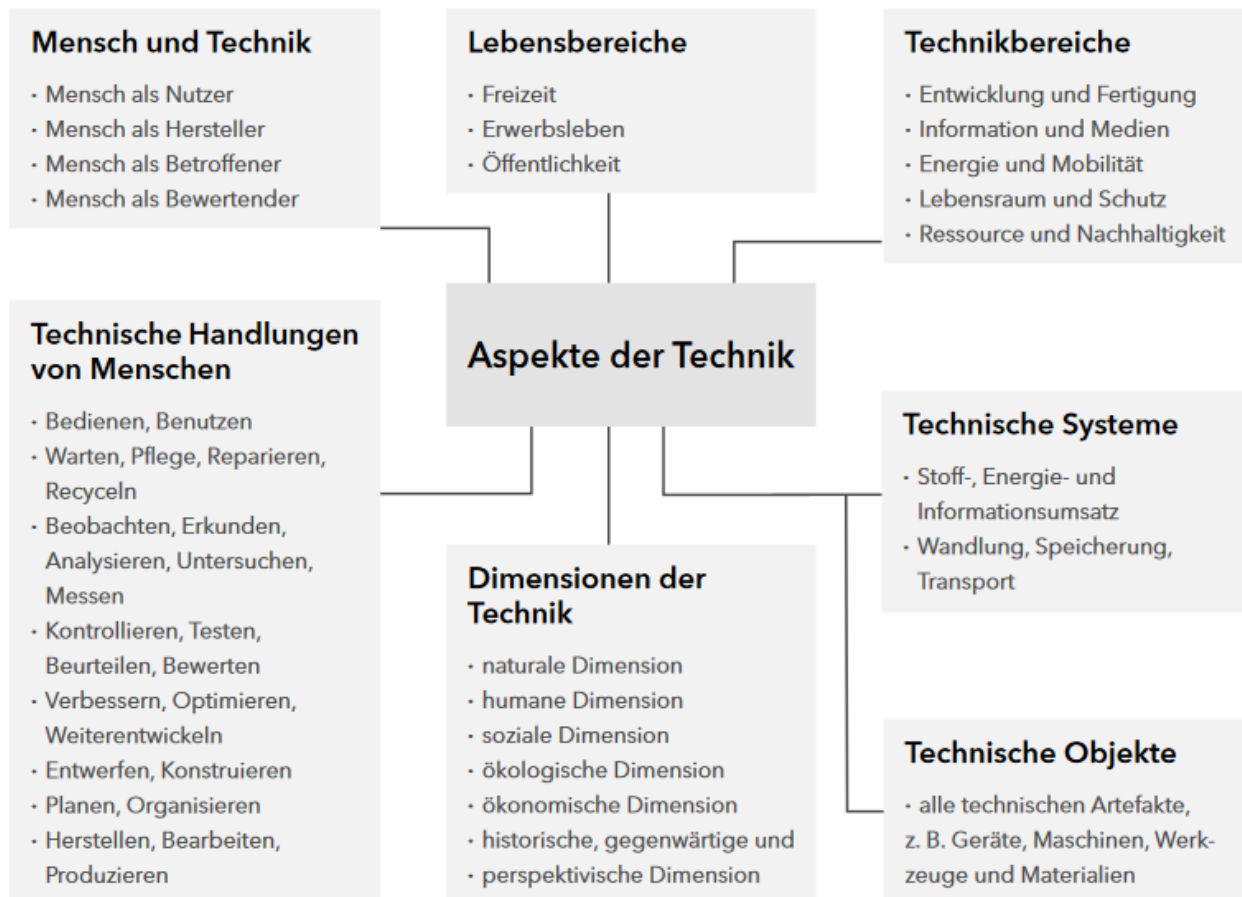 Mensch und Technik
· Mensch als Nutzer
· Mensch als Hersteller
· Mensch als Betroffener
· Mensch als Bewertender
Lebensbereiche
· Freizeit
· Erwerbsleben
· Öffentlichkeit
Technikbereiche
· Entwicklung und Fertigung
· Information und Medien
· Energie und Mobilität
· Lebensraum und Schutz
· Ressource und Nachhaltigkeit
Aspekte der Technik
Technische Handlungen
von Menschen
· Bedienen, Benutzen
· Warten, Pflege, Reparieren,
Recyceln
· Beobachten, Erkunden,
Analysieren, Untersuchen,
Messen
· Kontrollieren, Testen,
Beurteilen, Bewerten
· Verbessern, Optimieren,
Weiterentwickeln
· Entwerfen, Konstruieren
· Planen, Organisieren
· Herstellen, Bearbeiten,
Produzieren
Dimensionen der
Technik
· naturale Dimension
· humane Dimension
· soziale Dimension
· ökologische Dimension
· ökonomische Dimension
· historische, gegenwärtige und
· perspektivische Dimension
Technische Systeme
· Stoff-, Energie- und
Informationsumsatz
· Wandlung, Speicherung,
Transport
Technische Objekte
· alle technischen Artefakte,
z. B. Geräte, Maschinen, Werk-
zeuge und Materialien